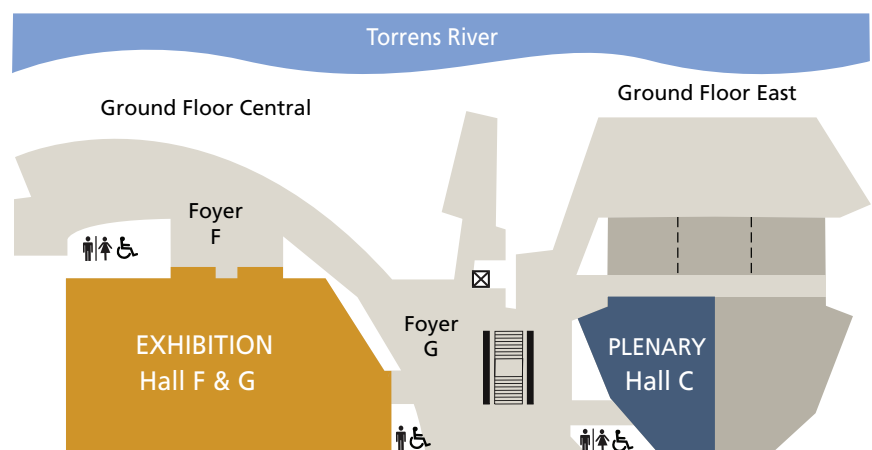 Torrens River
Ground Floor Central
Ground Floor East
Foyer
F
Foyer
G
EXHIBITION
Hall F & G
PLENARY
Hall C